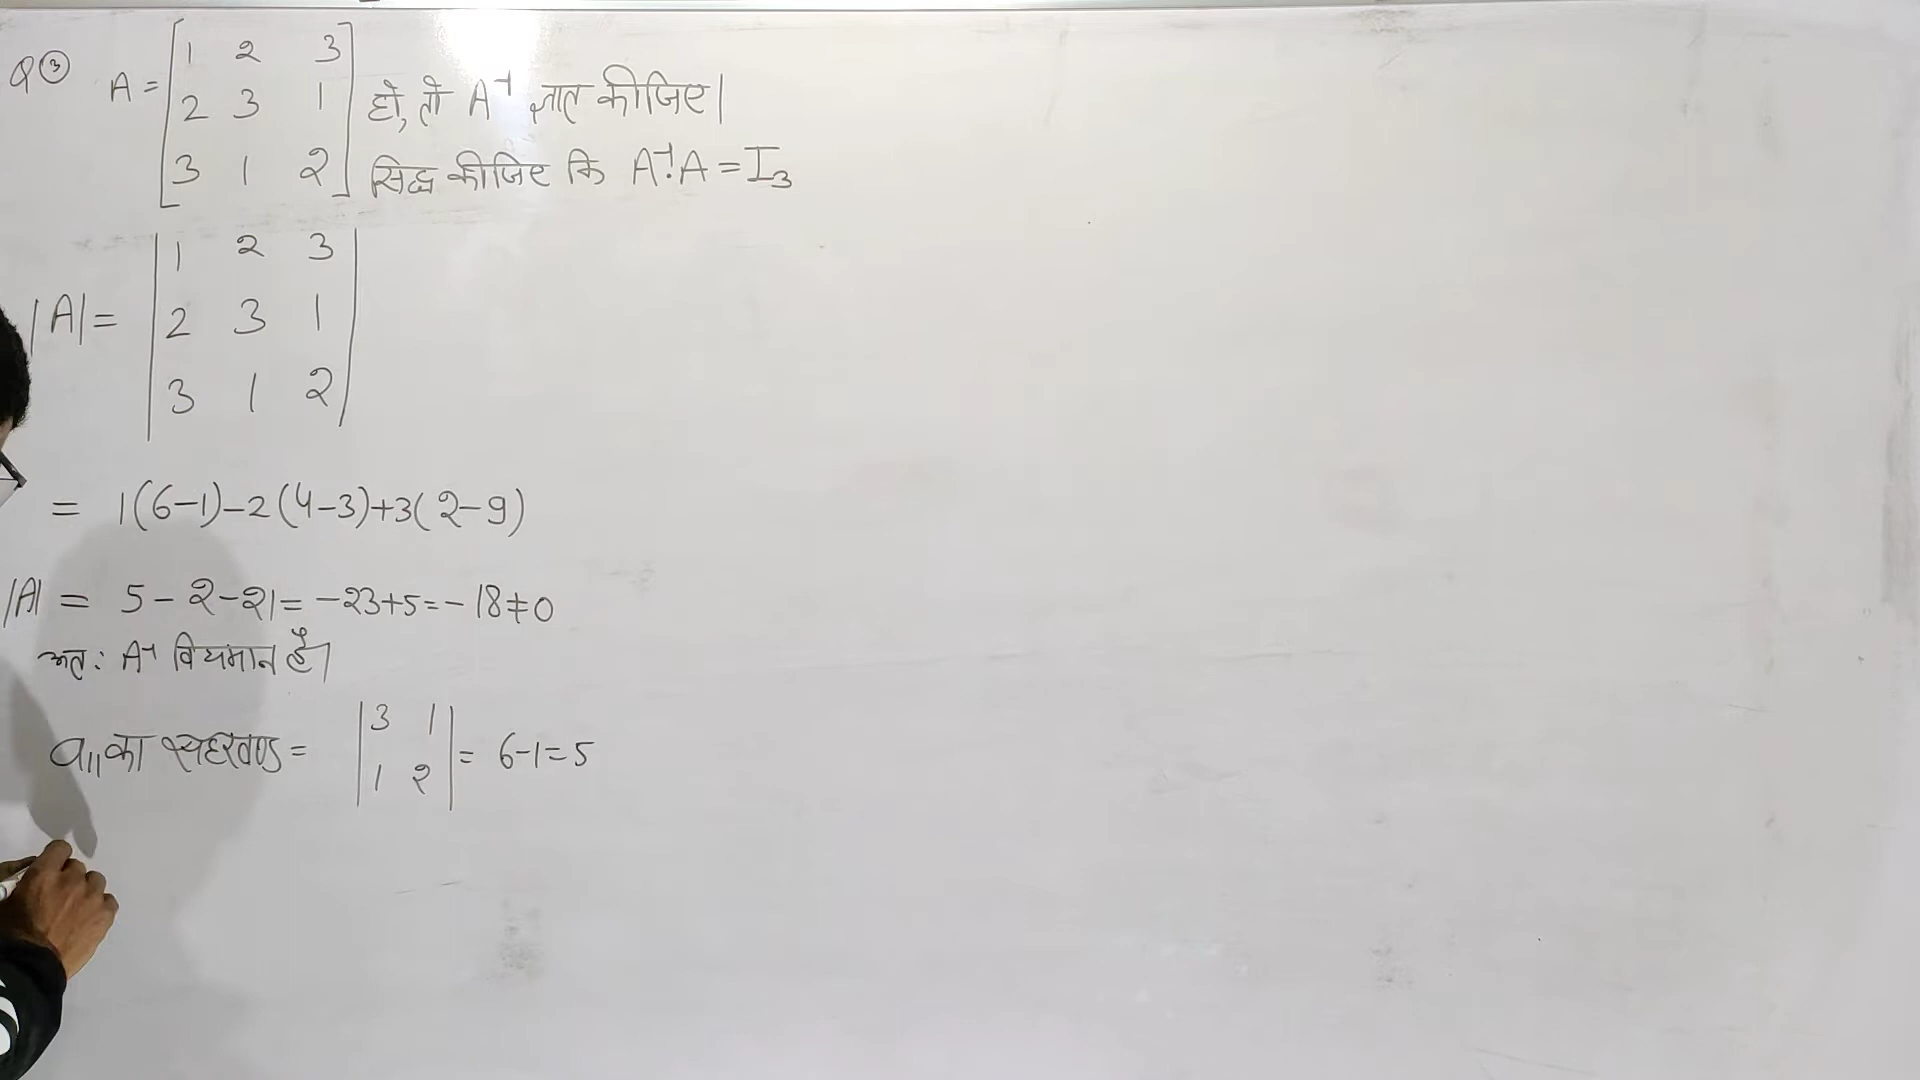 Q③ A = [1 2 3
2 3 1 हो, तो A⁻¹ ज्ञात कीजिए।
3 1 2] सिद्ध कीजिए कि A⁻¹.A = I₃
1 2 3
|A| = 2 3 1
3 1 2
= 1(6-1)-2(4-3)+3(2-9)
|A| = 5-2-21 = -23+5 = -18 ≠ 0
अतः A⁻¹ विद्यमान है।
a₁₁ का सहखण्ड = |3 1
1 2| = 6-1=5